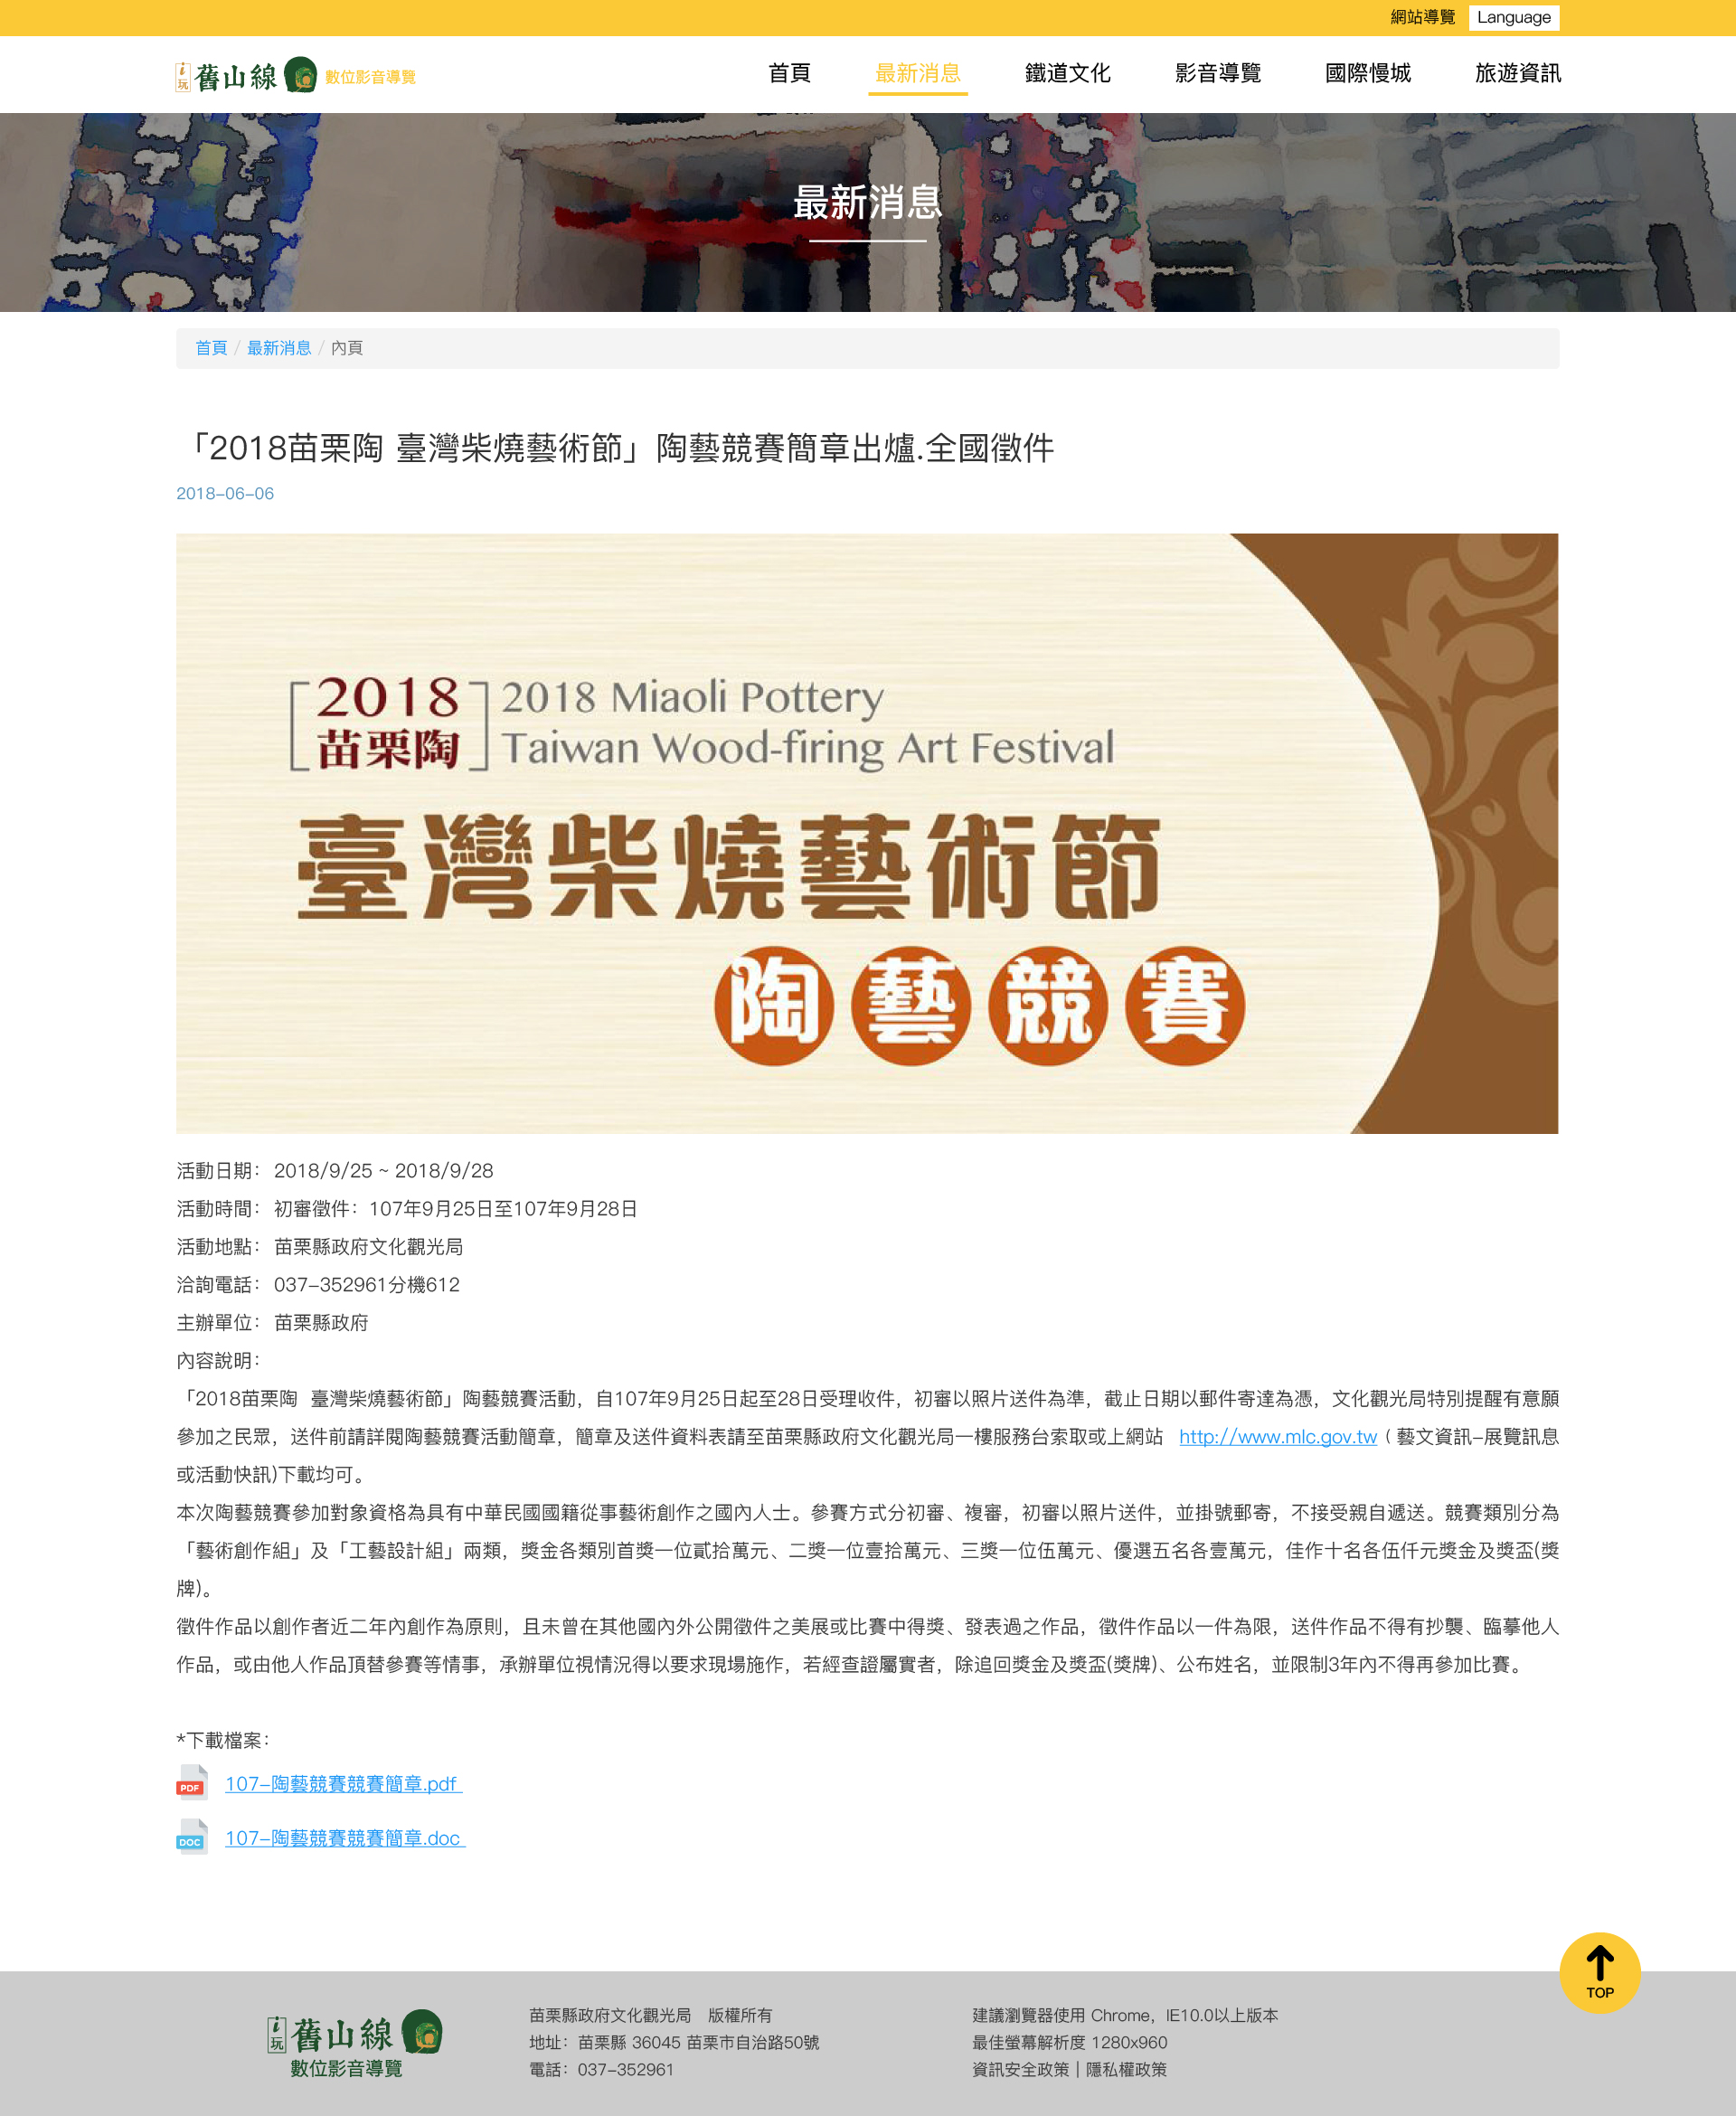 網站導覽 Language
i玩 舊山線 數位影音導覽
首頁 最新消息 鐵道文化 影音導覽 國際慢城 旅遊資訊
最新消息
首頁 / 最新消息 / 內頁
「2018苗栗陶 臺灣柴燒藝術節」陶藝競賽簡章出爐.全國徵件
2018-06-06
[2018 苗栗陶] 2018 Miaoli Pottery
Taiwan Wood-firing Art Festival
臺灣柴燒藝術節
陶藝競賽
活動日期： 2018/9/25 ~ 2018/9/28
活動時間： 初審徵件：107年9月25日至107年9月28日
活動地點： 苗栗縣政府文化觀光局
洽詢電話： 037-352961分機612
主辦單位： 苗栗縣政府
內容說明：
「2018苗栗陶 臺灣柴燒藝術節」陶藝競賽活動，自107年9月25日起至28日受理收件，初審以照片送件為準，截止日期以郵件寄達為憑，文化觀光局特別提醒有意願
參加之民眾，送件前請詳閱陶藝競賽活動簡章，簡章及送件資料表請至苗栗縣政府文化觀光局一樓服務台索取或上網站 http://www.mlc.gov.tw（藝文資訊-展覽訊息
或活動快訊)下載均可。
本次陶藝競賽參加對象資格為具有中華民國國籍從事藝術創作之國內人士。參賽方式分初審、複審，初審以照片送件，並掛號郵寄，不接受親自遞送。競賽類別分為
「藝術創作組」及「工藝設計組」兩類，獎金各類別首獎一位貳拾萬元、二獎一位壹拾萬元、三獎一位伍萬元、優選五名各壹萬元，佳作十名各伍仟元獎金及獎盃(獎
牌)。
徵件作品以創作者近二年內創作為原則，且未曾在其他國內外公開徵件之美展或比賽中得獎、發表過之作品，徵件作品以一件為限，送件作品不得有抄襲、臨摹他人
作品，或由他人作品頂替參賽等情事，承辦單位視情況得以要求現場施作，若經查證屬實者，除追回獎金及獎盃(獎牌)、公布姓名，並限制3年內不得再參加比賽。
*下載檔案：
PDF 107-陶藝競賽競賽簡章.pdf
DOC 107-陶藝競賽競賽簡章.doc
TOP
i玩 舊山線
數位影音導覽
苗栗縣政府文化觀光局 版權所有
地址：苗栗縣 36045 苗栗市自治路50號
電話：037-352961
建議瀏覽器使用 Chrome，IE10.0以上版本
最佳螢幕解析度 1280x960
資訊安全政策 | 隱私權政策